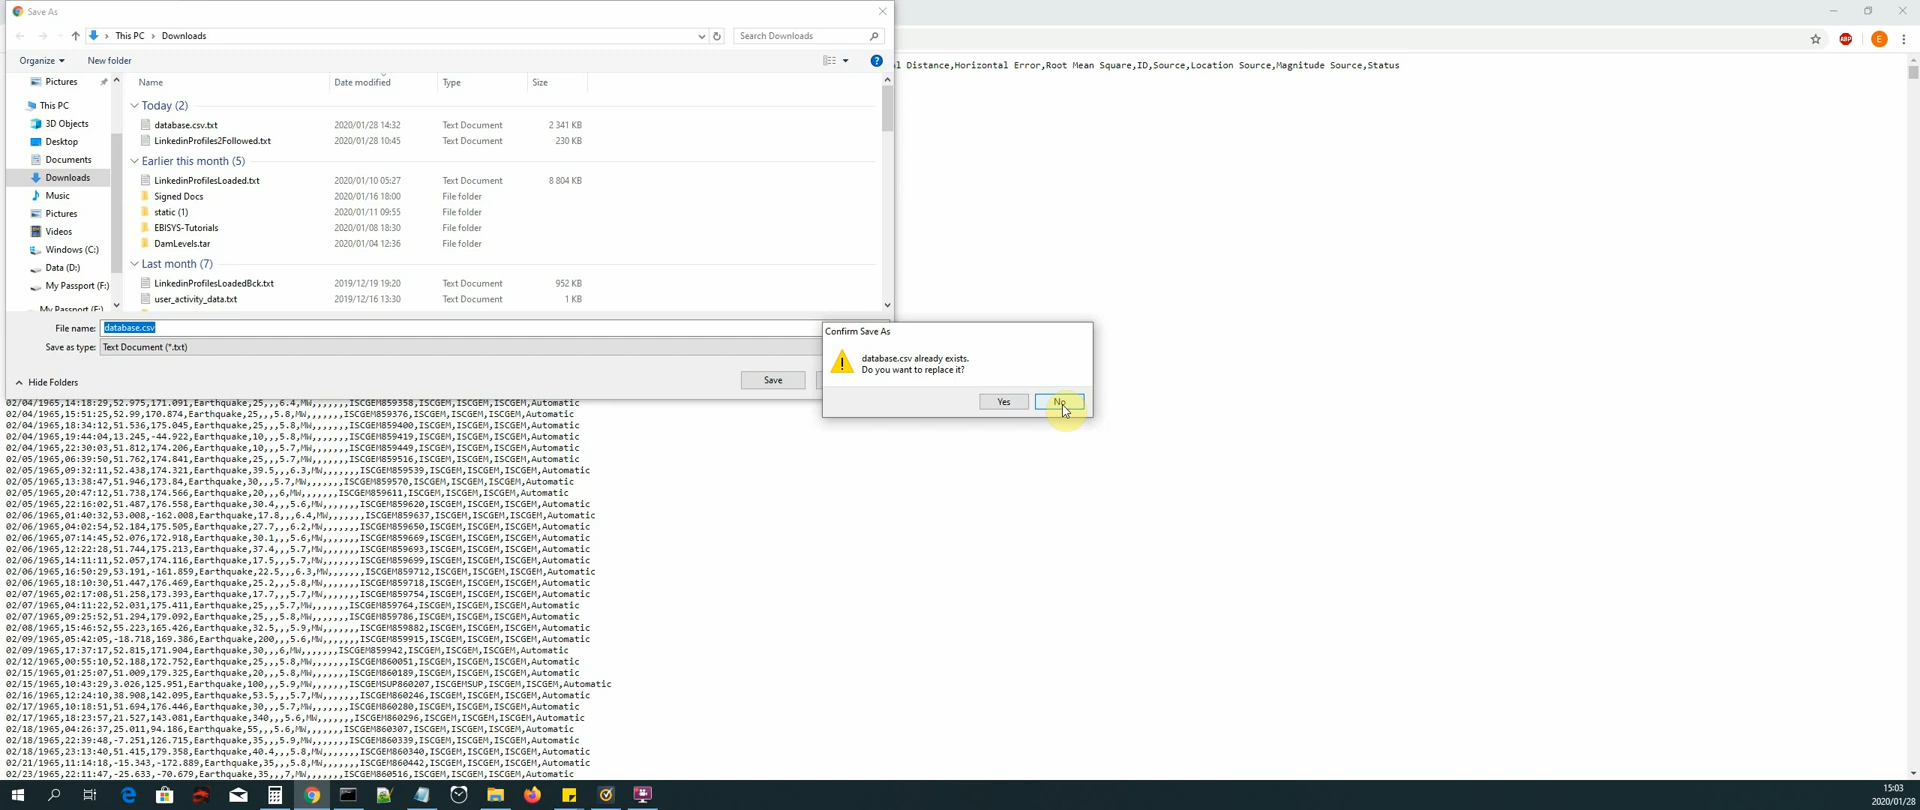 Save As
This PC
Downloads
Search Downloads
Organize
New folder
Name
Date modified
Type
Size
Pictures
This PC
3D Objects
Desktop
Documents
Downloads
Music
Pictures
Videos
Windows (C:)
Data (D:)
My Passport (F:)
My Passport (F:)
Today (2)
database.csv.txt 2020/01/28 14:32 Text Document 2 341 KB
LinkedinProfiles2Followed.txt 2020/01/28 10:45 Text Document 230 KB
Earlier this month (5)
LinkedinProfilesLoaded.txt 2020/01/10 05:27 Text Document 8 804 KB
Signed Docs 2020/01/16 18:00 File folder
static (1) 2020/01/11 09:55 File folder
EBISYS-Tutorials 2020/01/08 18:30 File folder
DamLevels.tar 2020/01/04 12:36 File folder
Last month (7)
LinkedinProfilesLoadedBck.txt 2019/12/19 19:20 Text Document 952 KB
user_activity_data.txt 2019/12/16 13:30 Text Document 1 KB
File name: database.csv
Save as type: Text Document (*.txt)
Hide Folders
Save
Confirm Save As
database.csv already exists.
Do you want to replace it?
Yes
No
ABP
E
l Distance,Horizontal Error,Root Mean Square,ID,Source,Location Source,Magnitude Source,Status
02/04/1965,14:18:29,52.975,171.091,Earthquake,25,,,6.4,MW,,,,,,,ISCGEM859358,ISCGEM,ISCGEM,ISCGEM,Automatic
02/04/1965,15:51:25,52.99,170.874,Earthquake,25,,,5.8,MW,,,,,,,ISCGEM859376,ISCGEM,ISCGEM,ISCGEM,Automatic
02/04/1965,18:34:12,51.536,175.045,Earthquake,25,,,5.8,MW,,,,,,,ISCGEM859400,ISCGEM,ISCGEM,ISCGEM,Automatic
02/04/1965,19:44:04,13.245,-44.922,Earthquake,10,,,5.8,MW,,,,,,,ISCGEM859419,ISCGEM,ISCGEM,ISCGEM,Automatic
02/04/1965,22:30:03,51.812,174.206,Earthquake,10,,,5.7,MW,,,,,,,ISCGEM859449,ISCGEM,ISCGEM,ISCGEM,Automatic
02/05/1965,06:39:50,51.762,174.841,Earthquake,25,,,5.7,MW,,,,,,,ISCGEM859516,ISCGEM,ISCGEM,ISCGEM,Automatic
02/05/1965,09:32:11,52.438,174.321,Earthquake,39.5,,,6.3,MW,,,,,,,ISCGEM859539,ISCGEM,ISCGEM,ISCGEM,Automatic
02/05/1965,13:38:47,51.946,173.84,Earthquake,30,,,5.7,MW,,,,,,,ISCGEM859570,ISCGEM,ISCGEM,ISCGEM,Automatic
02/05/1965,20:47:12,51.738,174.566,Earthquake,20,,,6,MW,,,,,,,ISCGEM859611,ISCGEM,ISCGEM,ISCGEM,Automatic
02/05/1965,22:16:02,51.487,176.558,Earthquake,30.4,,,5.6,MW,,,,,,,ISCGEM859620,ISCGEM,ISCGEM,ISCGEM,Automatic
02/06/1965,01:40:32,53.008,-162.008,Earthquake,17.8,,,6.4,MW,,,,,,,ISCGEM859637,ISCGEM,ISCGEM,ISCGEM,Automatic
02/06/1965,04:02:54,52.184,175.505,Earthquake,27.7,,,6.2,MW,,,,,,,ISCGEM859650,ISCGEM,ISCGEM,ISCGEM,Automatic
02/06/1965,07:14:45,52.076,172.918,Earthquake,30.1,,,5.6,MW,,,,,,,ISCGEM859669,ISCGEM,ISCGEM,ISCGEM,Automatic
02/06/1965,12:22:28,51.744,175.213,Earthquake,37.4,,,5.7,MW,,,,,,,ISCGEM859693,ISCGEM,ISCGEM,ISCGEM,Automatic
02/06/1965,14:11:11,52.057,174.116,Earthquake,17.5,,,5.7,MW,,,,,,,ISCGEM859699,ISCGEM,ISCGEM,ISCGEM,Automatic
02/06/1965,16:50:29,53.191,-161.859,Earthquake,22.5,,,6.3,MW,,,,,,,ISCGEM859712,ISCGEM,ISCGEM,ISCGEM,Automatic
02/06/1965,18:10:30,51.447,176.469,Earthquake,25.2,,,5.8,MW,,,,,,,ISCGEM859718,ISCGEM,ISCGEM,ISCGEM,Automatic
02/07/1965,02:17:08,51.258,173.393,Earthquake,17.7,,,5.7,MW,,,,,,,ISCGEM859754,ISCGEM,ISCGEM,ISCGEM,Automatic
02/07/1965,04:11:22,52.031,175.411,Earthquake,25,,,5.7,MW,,,,,,,ISCGEM859764,ISCGEM,ISCGEM,ISCGEM,Automatic
02/07/1965,09:25:52,51.294,179.092,Earthquake,25,,,5.8,MW,,,,,,,ISCGEM859786,ISCGEM,ISCGEM,ISCGEM,Automatic
02/08/1965,15:46:52,55.223,165.426,Earthquake,32.5,,,5.9,MW,,,,,,,ISCGEM859882,ISCGEM,ISCGEM,ISCGEM,Automatic
02/09/1965,05:42:05,-18.718,169.386,Earthquake,200,,,5.6,MW,,,,,,,ISCGEM859915,ISCGEM,ISCGEM,ISCGEM,Automatic
02/09/1965,17:37:17,52.815,171.904,Earthquake,30,,,6,MW,,,,,,,ISCGEM859942,ISCGEM,ISCGEM,ISCGEM,Automatic
02/12/1965,00:55:10,52.188,172.752,Earthquake,25,,,5.8,MW,,,,,,,ISCGEM860051,ISCGEM,ISCGEM,ISCGEM,Automatic
02/15/1965,01:25:07,51.009,179.325,Earthquake,20,,,5.8,MW,,,,,,,ISCGEM860189,ISCGEM,ISCGEM,ISCGEM,Automatic
02/15/1965,10:43:29,3.026,125.951,Earthquake,100,,,5.9,MW,,,,,,,ISCGEMSUP860207,ISCGEMSUP,ISCGEM,ISCGEM,Automatic
02/16/1965,12:24:10,38.908,142.095,Earthquake,53.5,,,5.7,MW,,,,,,,ISCGEM860246,ISCGEM,ISCGEM,ISCGEM,Automatic
02/17/1965,10:18:51,51.694,176.446,Earthquake,30,,,5.7,MW,,,,,,,ISCGEM860280,ISCGEM,ISCGEM,ISCGEM,Automatic
02/17/1965,18:23:57,21.527,143.081,Earthquake,340,,,5.6,MW,,,,,,,ISCGEM860296,ISCGEM,ISCGEM,ISCGEM,Automatic
02/18/1965,04:26:37,25.011,94.186,Earthquake,55,,,5.6,MW,,,,,,,ISCGEM860307,ISCGEM,ISCGEM,ISCGEM,Automatic
02/18/1965,22:39:48,-7.251,126.715,Earthquake,35,,,5.9,MW,,,,,,,ISCGEM860339,ISCGEM,ISCGEM,ISCGEM,Automatic
02/18/1965,23:13:40,51.415,179.358,Earthquake,40.4,,,5.8,MW,,,,,,,ISCGEM860340,ISCGEM,ISCGEM,ISCGEM,Automatic
02/21/1965,11:14:18,-15.343,-172.889,Earthquake,35,,,5.8,MW,,,,,,,ISCGEM860442,ISCGEM,ISCGEM,ISCGEM,Automatic
02/23/1965,22:11:47,-25.633,-70.679,Earthquake,35,,,7,MW,,,,,,,ISCGEM860516,ISCGEM,ISCGEM,ISCGEM,Automatic
15:03
2020/01/28